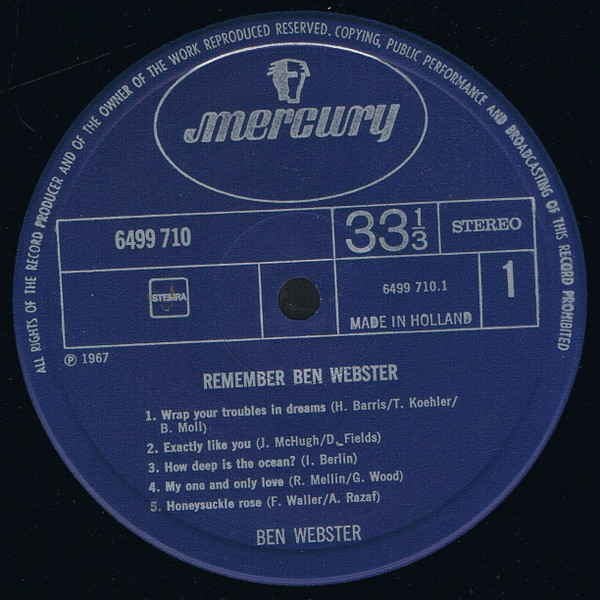 ALL RIGHTS OF THE RECORD PRODUCER AND OF THE OWNER OF THE WORK REPRODUCED RESERVED. COPYING, PUBLIC PERFORMANCE AND BROADCASTING OF THIS RECORD PROHIBITED.
mercury
6499 710
33 1/3
STEREO
STEMRA
6499 710.1
1
MADE IN HOLLAND
℗ 1967
REMEMBER BEN WEBSTER
1. Wrap your troubles in dreams (H. Barris/T. Koehler/
B. Moll)
2. Exactly like you (J. McHugh/D. Fields)
3. How deep is the ocean? (I. Berlin)
4. My one and only love (R. Mellin/G. Wood)
5. Honeysuckle rose (F. Waller/A. Razaf)
BEN WEBSTER